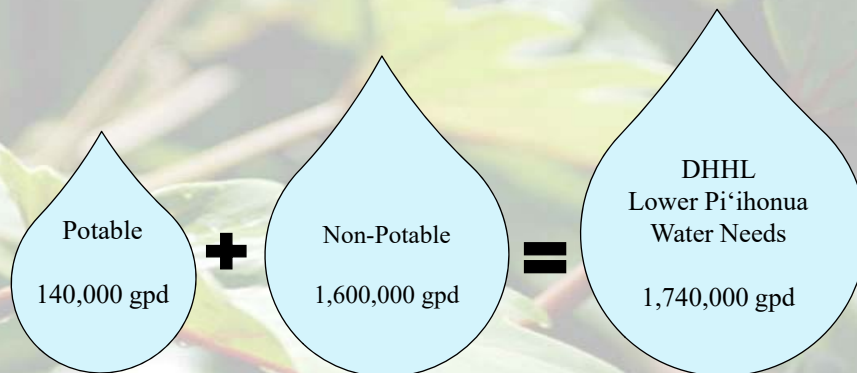 Potable
140,000 gpd
+
Non-Potable
1,600,000 gpd
=
DHHL
Lower Pi‘ihonua
Water Needs
1,740,000 gpd